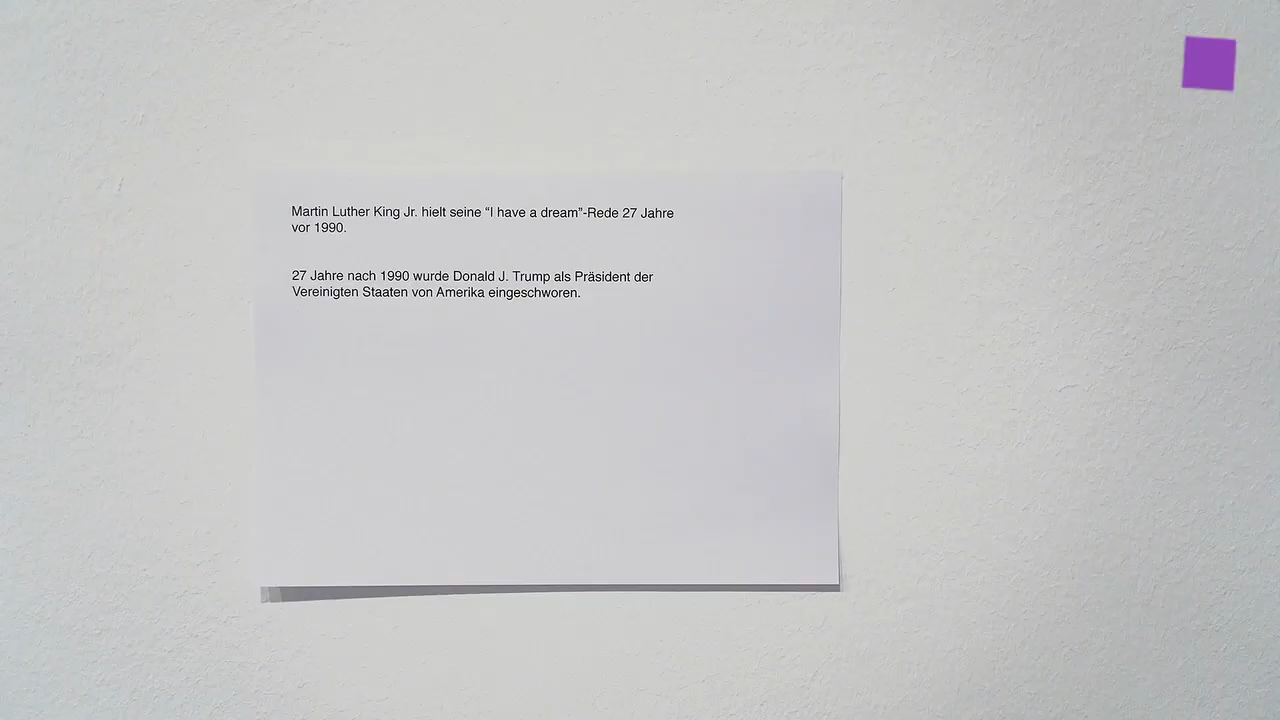 Martin Luther King Jr. hielt seine “I have a dream”-Rede 27 Jahre
vor 1990.
27 Jahre nach 1990 wurde Donald J. Trump als Präsident der
Vereinigten Staaten von Amerika eingeschworen.